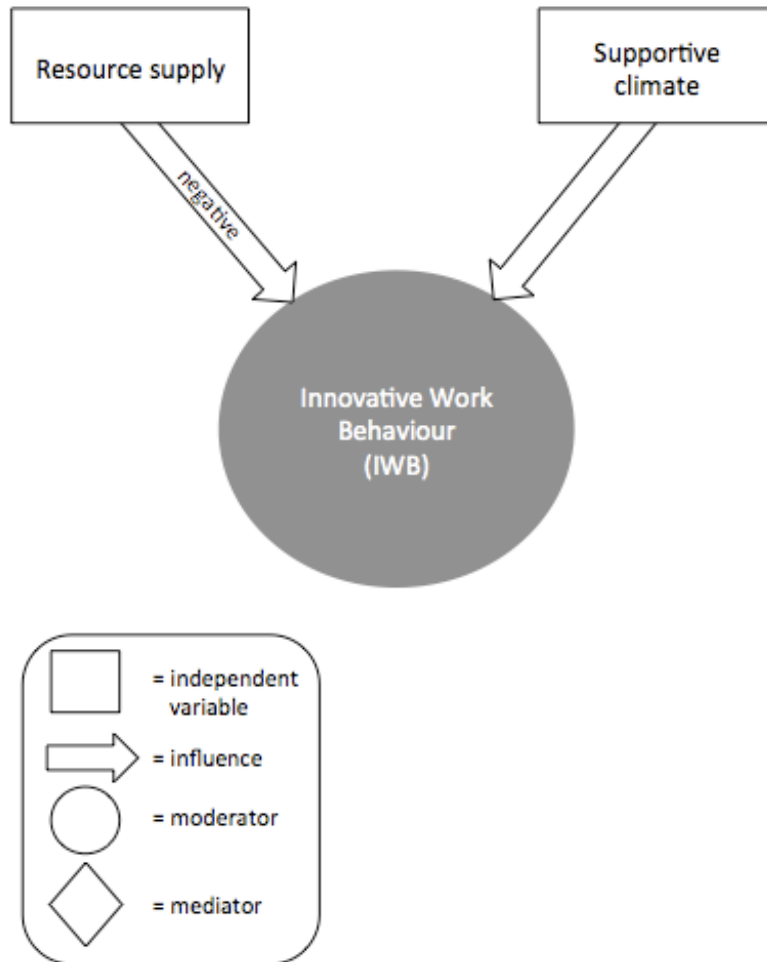 Resource supply
Supportive
climate
negative
Innovative Work
Behaviour
(IWB)
= independent
variable
= influence
= moderator
= mediator